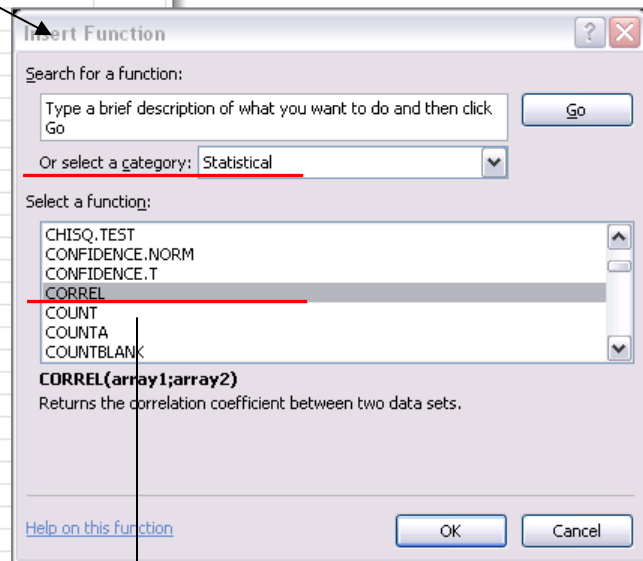 Insert Function
Search for a function:
Type a brief description of what you want to do and then click
Go
Go
Or select a category: Statistical
Select a function:
CHISQ.TEST
CONFIDENCE.NORM
CONFIDENCE.T
CORREL
COUNT
COUNTA
COUNTBLANK
CORREL(array1;array2)
Returns the correlation coefficient between two data sets.
Help on this function
OK
Cancel